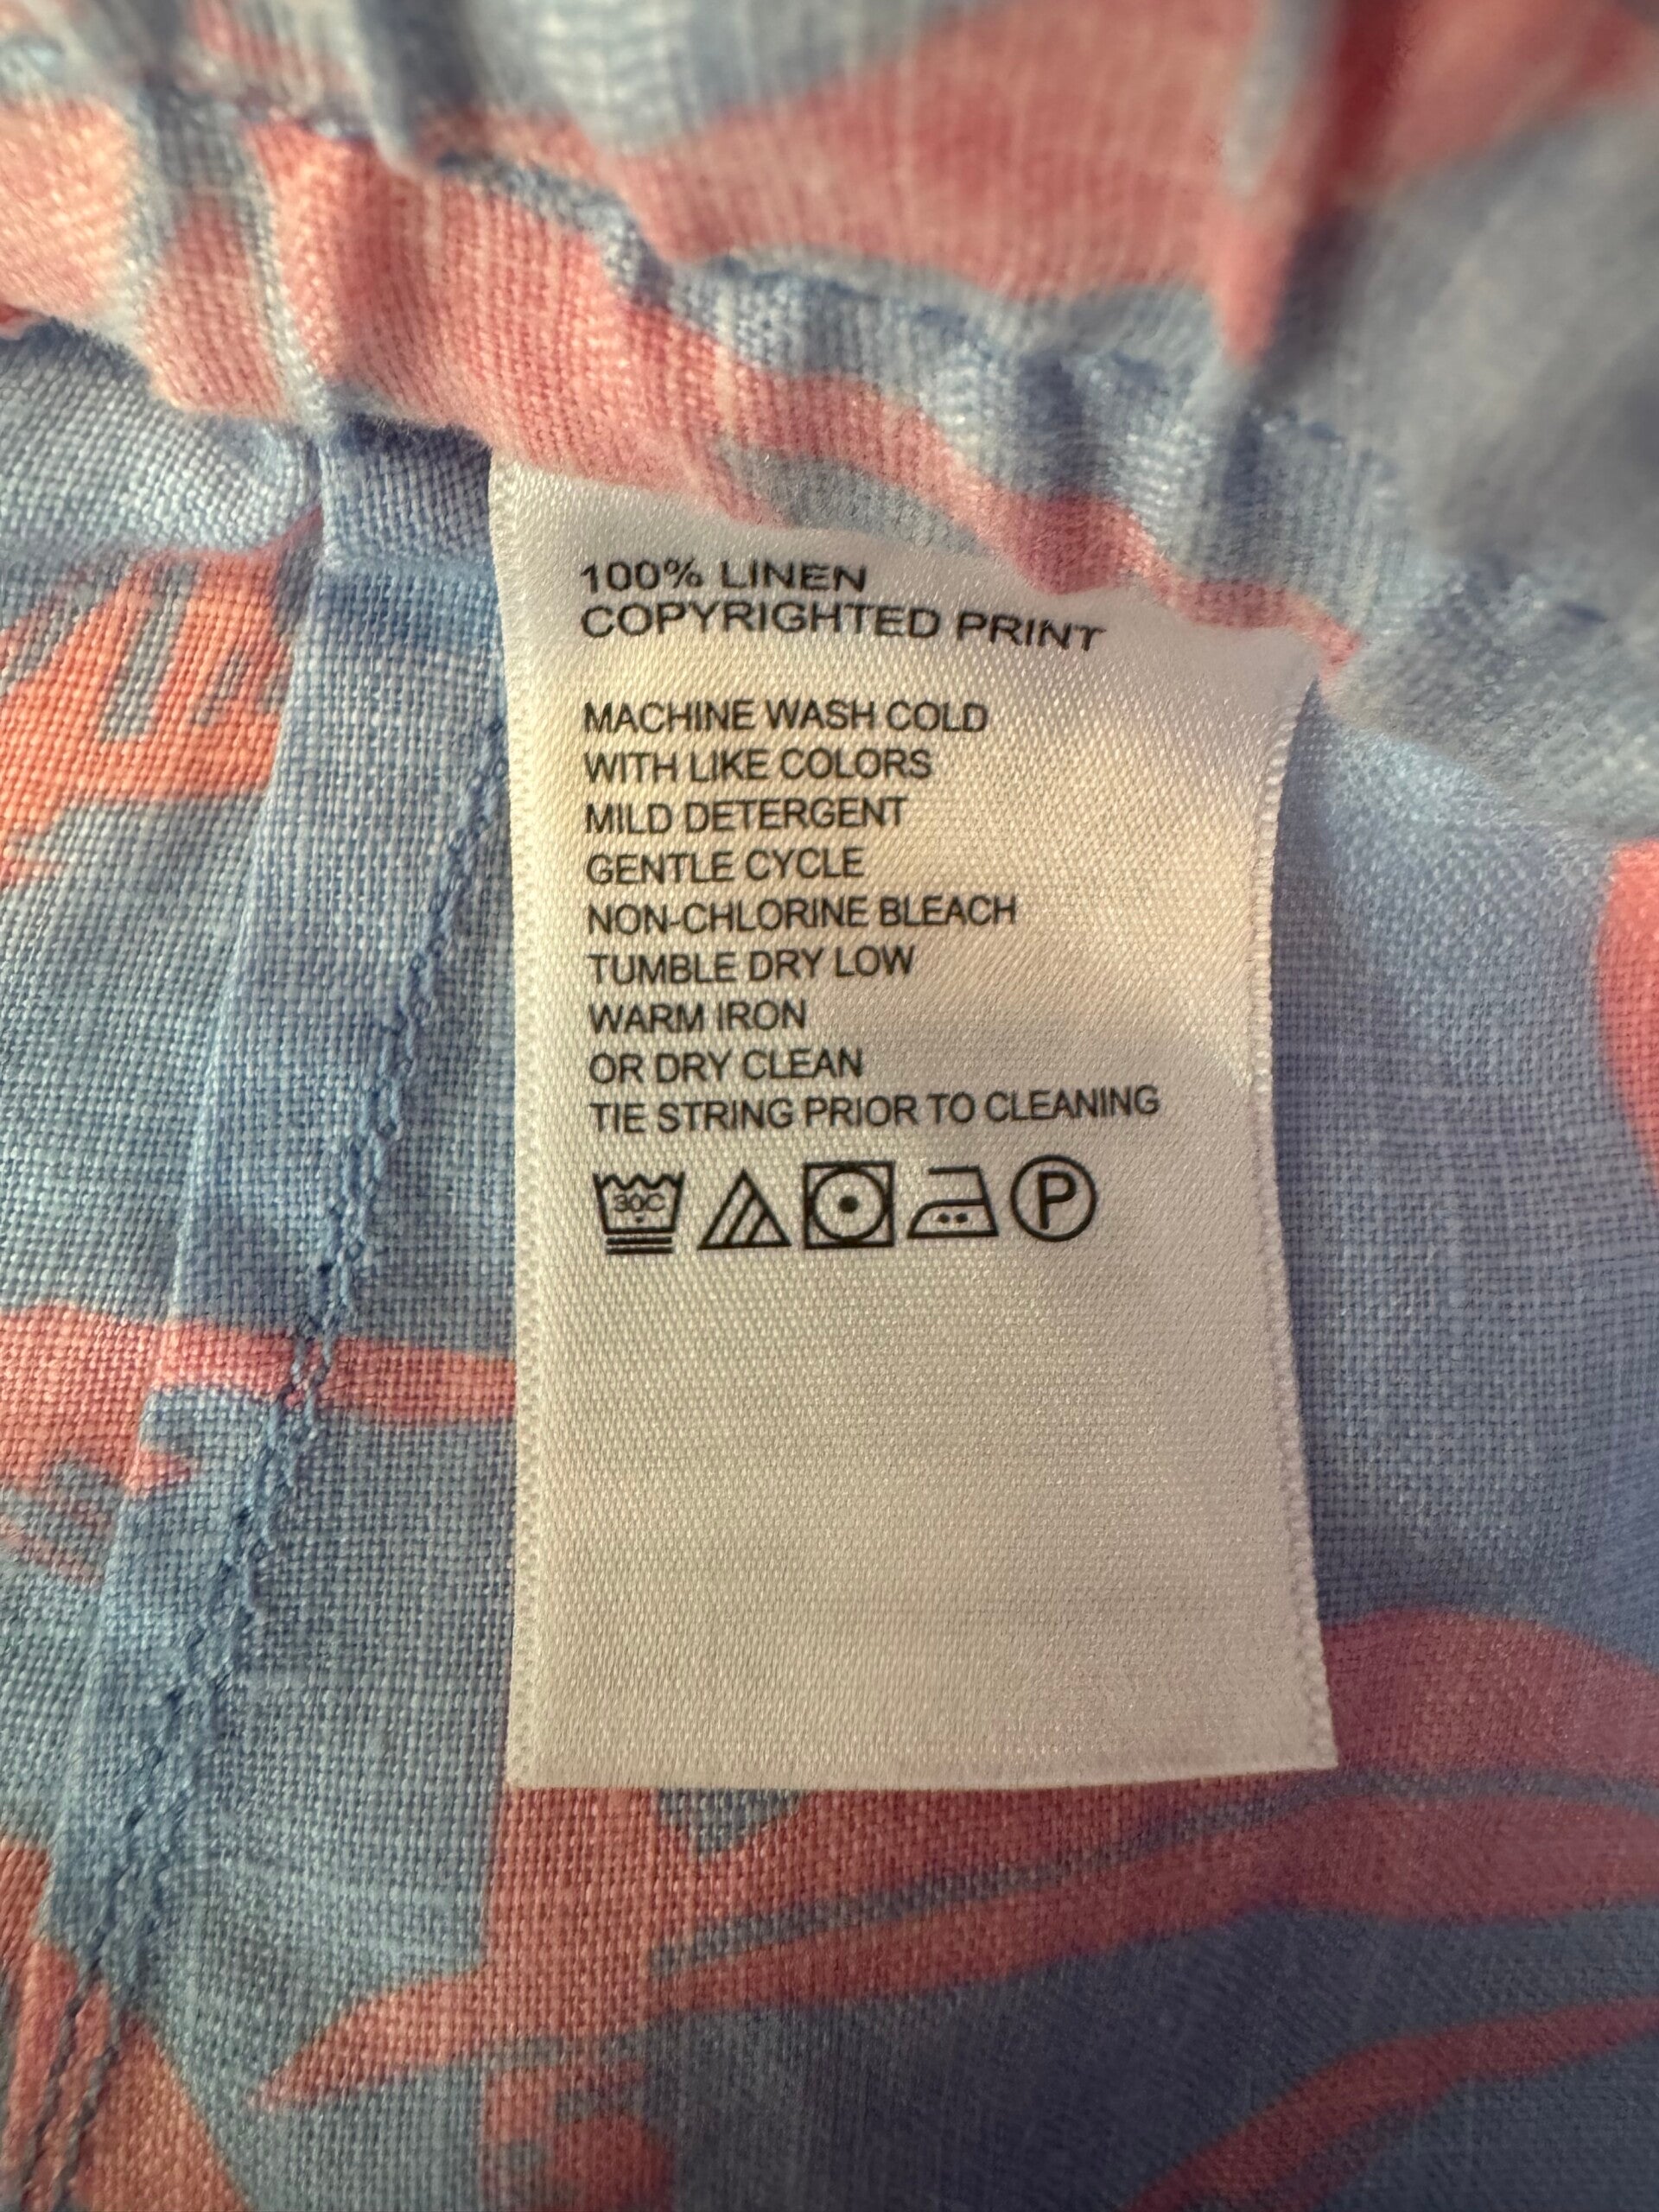 100% LINEN
COPYRIGHTED PRINT
MACHINE WASH COLD
WITH LIKE COLORS
MILD DETERGENT
GENTLE CYCLE
NON-CHLORINE BLEACH
TUMBLE DRY LOW
WARM IRON
OR DRY CLEAN
TIE STRING PRIOR TO CLEANING
30C P